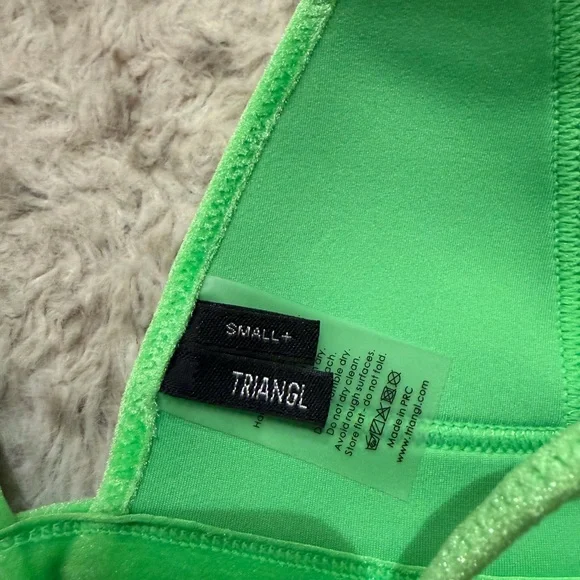 SMALL+
TRIANGL
dry.
Do not dry clean.
Avoid rough surfaces.
Store flat - do not fold.
Made in PRC
www.triangl.com